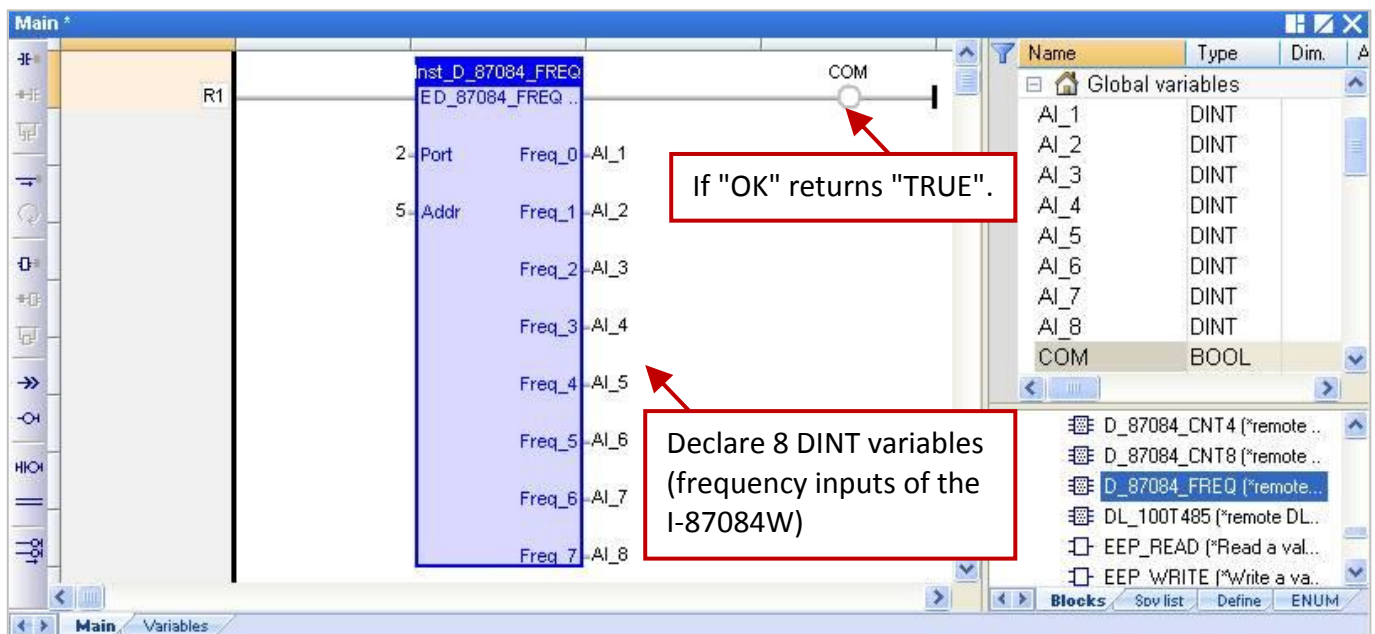 Main *
Inst_D_87084_FREQ
E D_87084_FREQ ..
R1
COM
2 Port Freq_0 AI_1
5 Addr Freq_1 AI_2
Freq_2 AI_3
Freq_3 AI_4
Freq_4 AI_5
Freq_5 AI_6
Freq_6 AI_7
Freq_7 AI_8
If "OK" returns "TRUE".
Declare 8 DINT variables
(frequency inputs of the
I-87084W)
Main Variables
Name Type Dim. A
Global variables
AI_1 DINT
AI_2 DINT
AI_3 DINT
AI_4 DINT
AI_5 DINT
AI_6 DINT
AI_7 DINT
AI_8 DINT
COM BOOL
D_87084_CNT4 (*remote ..
D_87084_CNT8 (*remote ..
D_87084_FREQ (*remote...
DL_100T485 (*remote DL..
EEP_READ (*Read a val...
EEP_WRITE (*Write a va..
Blocks Spy list Define ENUM